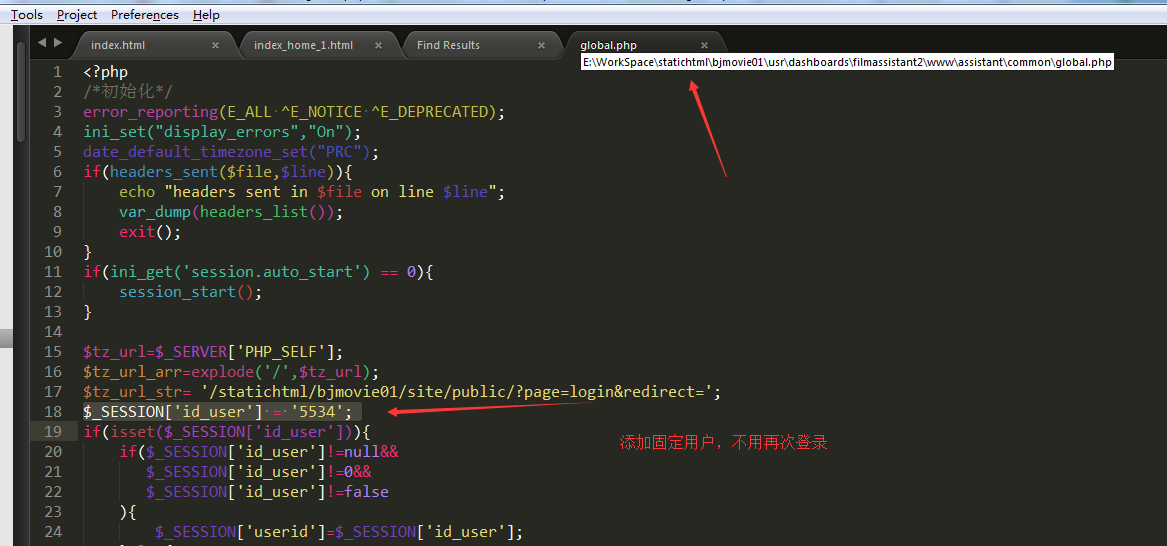 Tools Project Preferences Help
index.html × index_home_1.html × Find Results × global.php ×
E:\WorkSpace\statichtml\bjmovie01\usr\dashboards\filmassistant2\www\assistant\common\global.php
1 <?php
2 /*初始化*/
3 error_reporting(E_ALL ^E_NOTICE ^E_DEPRECATED);
4 ini_set("display_errors","On");
5 date_default_timezone_set("PRC");
6 if(headers_sent($file,$line)){
7 echo "headers sent in $file on line $line";
8 var_dump(headers_list());
9 exit();
10 }
11 if(ini_get('session.auto_start') == 0){
12 session_start();
13 }
14
15 $tz_url=$_SERVER['PHP_SELF'];
16 $tz_url_arr=explode('/',$tz_url);
17 $tz_url_str= '/statichtml/bjmovie01/site/public/?page=login&redirect=';
18 $_SESSION['id_user'] = '5534';
19 if(isset($_SESSION['id_user'])){
添加固定用户，不用再次登录
20 if($_SESSION['id_user']!=null&&
21 $_SESSION['id_user']!=0&&
22 $_SESSION['id_user']!=false
23 ){
24 $_SESSION['userid']=$_SESSION['id_user'];